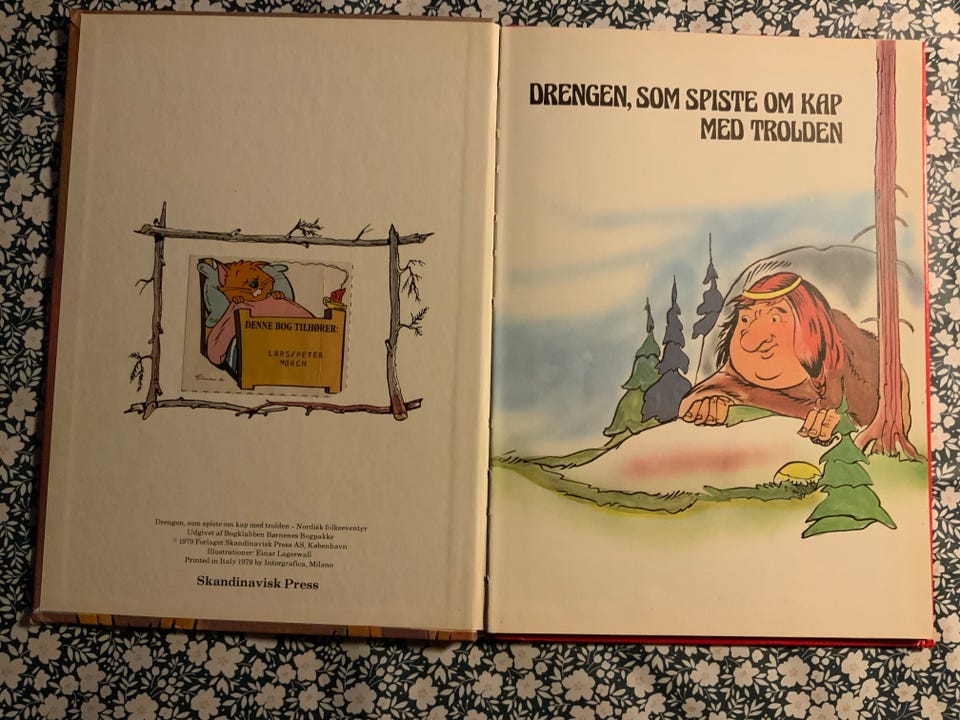 DENNE BOG TILHØRER:
LARS/PETER
MØRCH
Drengen, som spiste om kap med trolden – Nordisk folkeeventyr
Udgivet af Bogklubben Børnenes Bogpakke
© 1979 Forlaget Skandinavisk Press AS, København
Illustrationer: Einar Lagerwall
Printed in Italy 1979 by Intergrafica, Milano
Skandinavisk Press
DRENGEN, SOM SPISTE OM KAP
MED TROLDEN